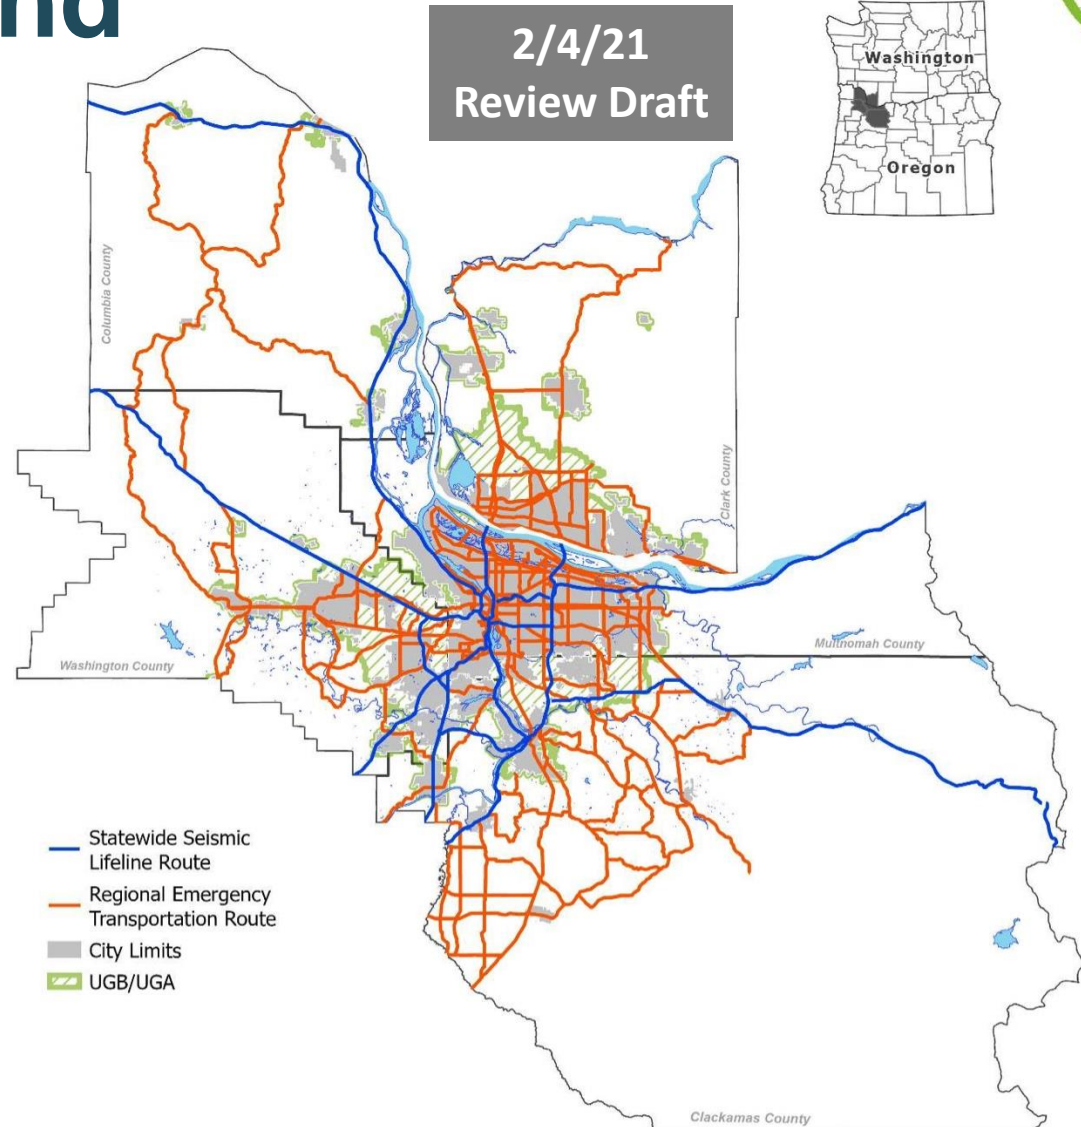 nd
2/4/21
Review Draft
Washington
Oregon
Columbia County
Clark County
Multnomah County
Washington County
Statewide Seismic
Lifeline Route
Regional Emergency
Transportation Route
City Limits
UGB/UGA
Clackamas County